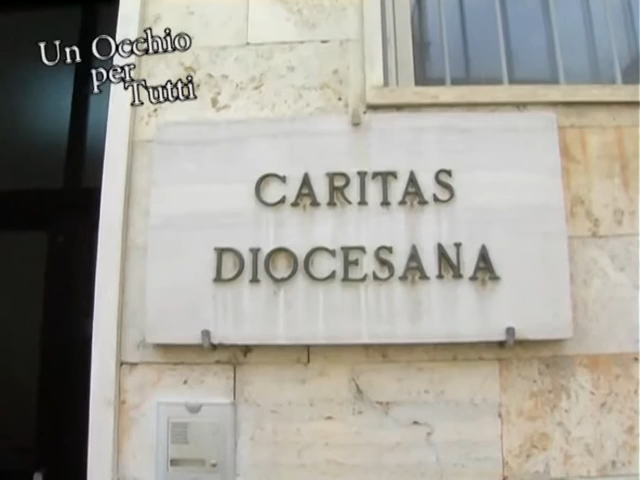 Un Occhio
per
Tutti
CARITAS
DIOCESANA